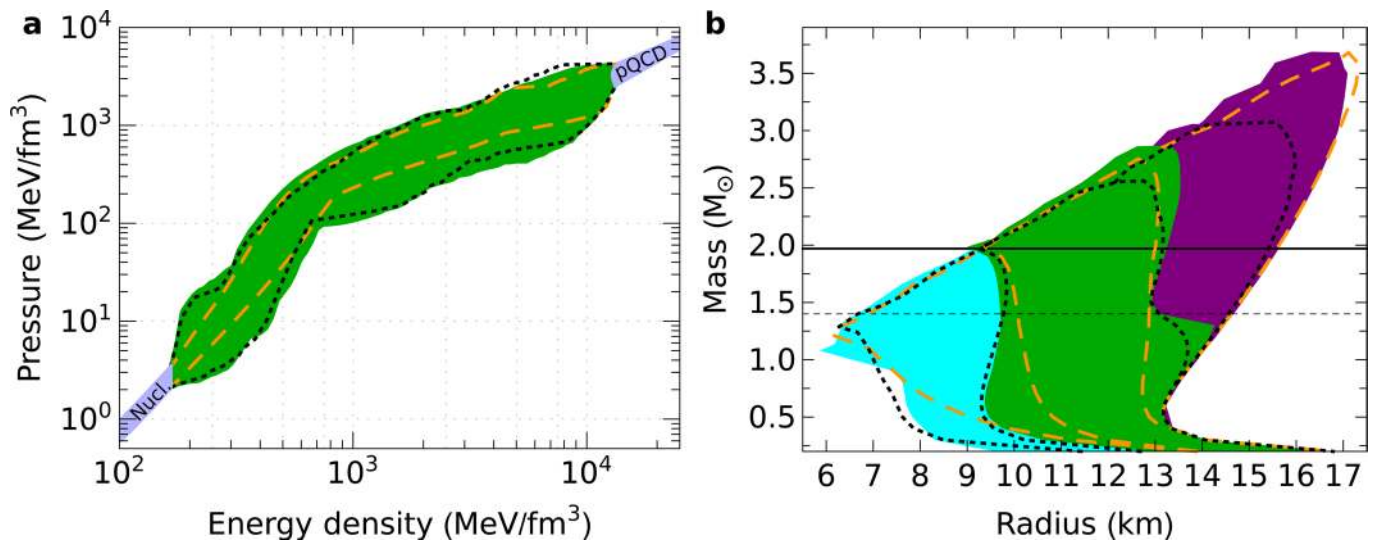 a
10^4
10^3
10^2
10^1
10^0
Pressure (MeV/fm^3)
Nucl.
pQCD
10^2
10^3
10^4
Energy density (MeV/fm^3)
b
3.5
3.0
2.5
2.0
1.5
1.0
0.5
Mass (M_⊙)
6 7 8 9 10 11 12 13 14 15 16 17
Radius (km)